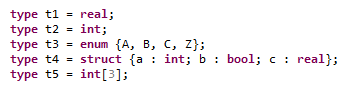 type t1 = real;
type t2 = int;
type t3 = enum {A, B, C, Z};
type t4 = struct {a : int; b : bool; c : real};
type t5 = int[3];